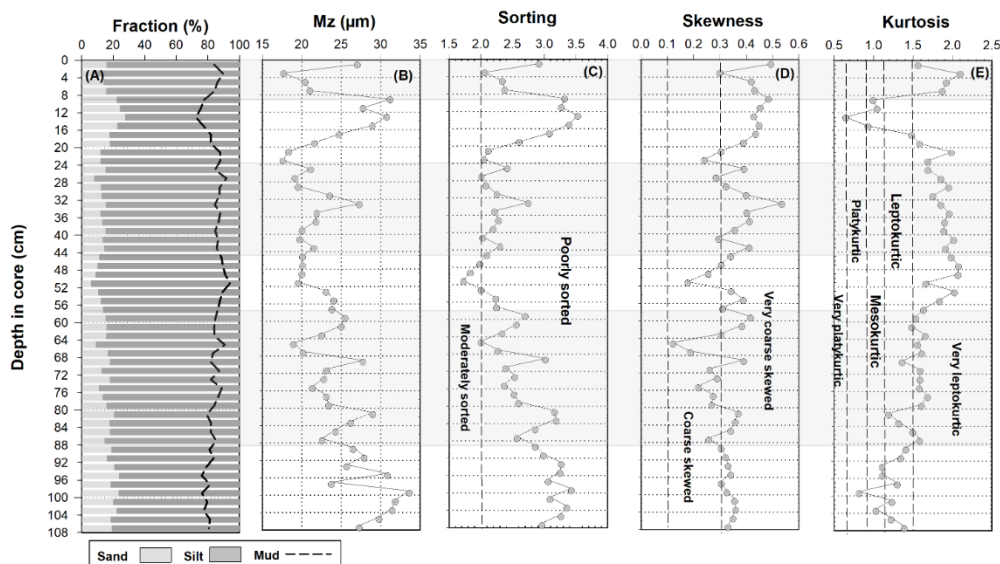 Fraction (%) Mz (µm) Sorting Skewness Kurtosis
0 20 40 60 80 100 15 20 25 30 35 1.5 2.0 2.5 3.0 3.5 4.0 0.0 0.1 0.2 0.3 0.4 0.5 0.6 0.5 1.0 1.5 2.0 2.5
(A) (B) (C) (D) (E)
Depth in core (cm)
0
4
8
12
16
20
24
28
32
36
40
44
48
52
56
60
64
68
72
76
80
84
88
92
96
100
104
108
Moderately sorted
Poorly sorted
Coarse skewed
Very coarse skewed
Very platykurtic
Platykurtic
Mesokurtic
Leptokurtic
Very leptokurtic
Sand Silt Mud